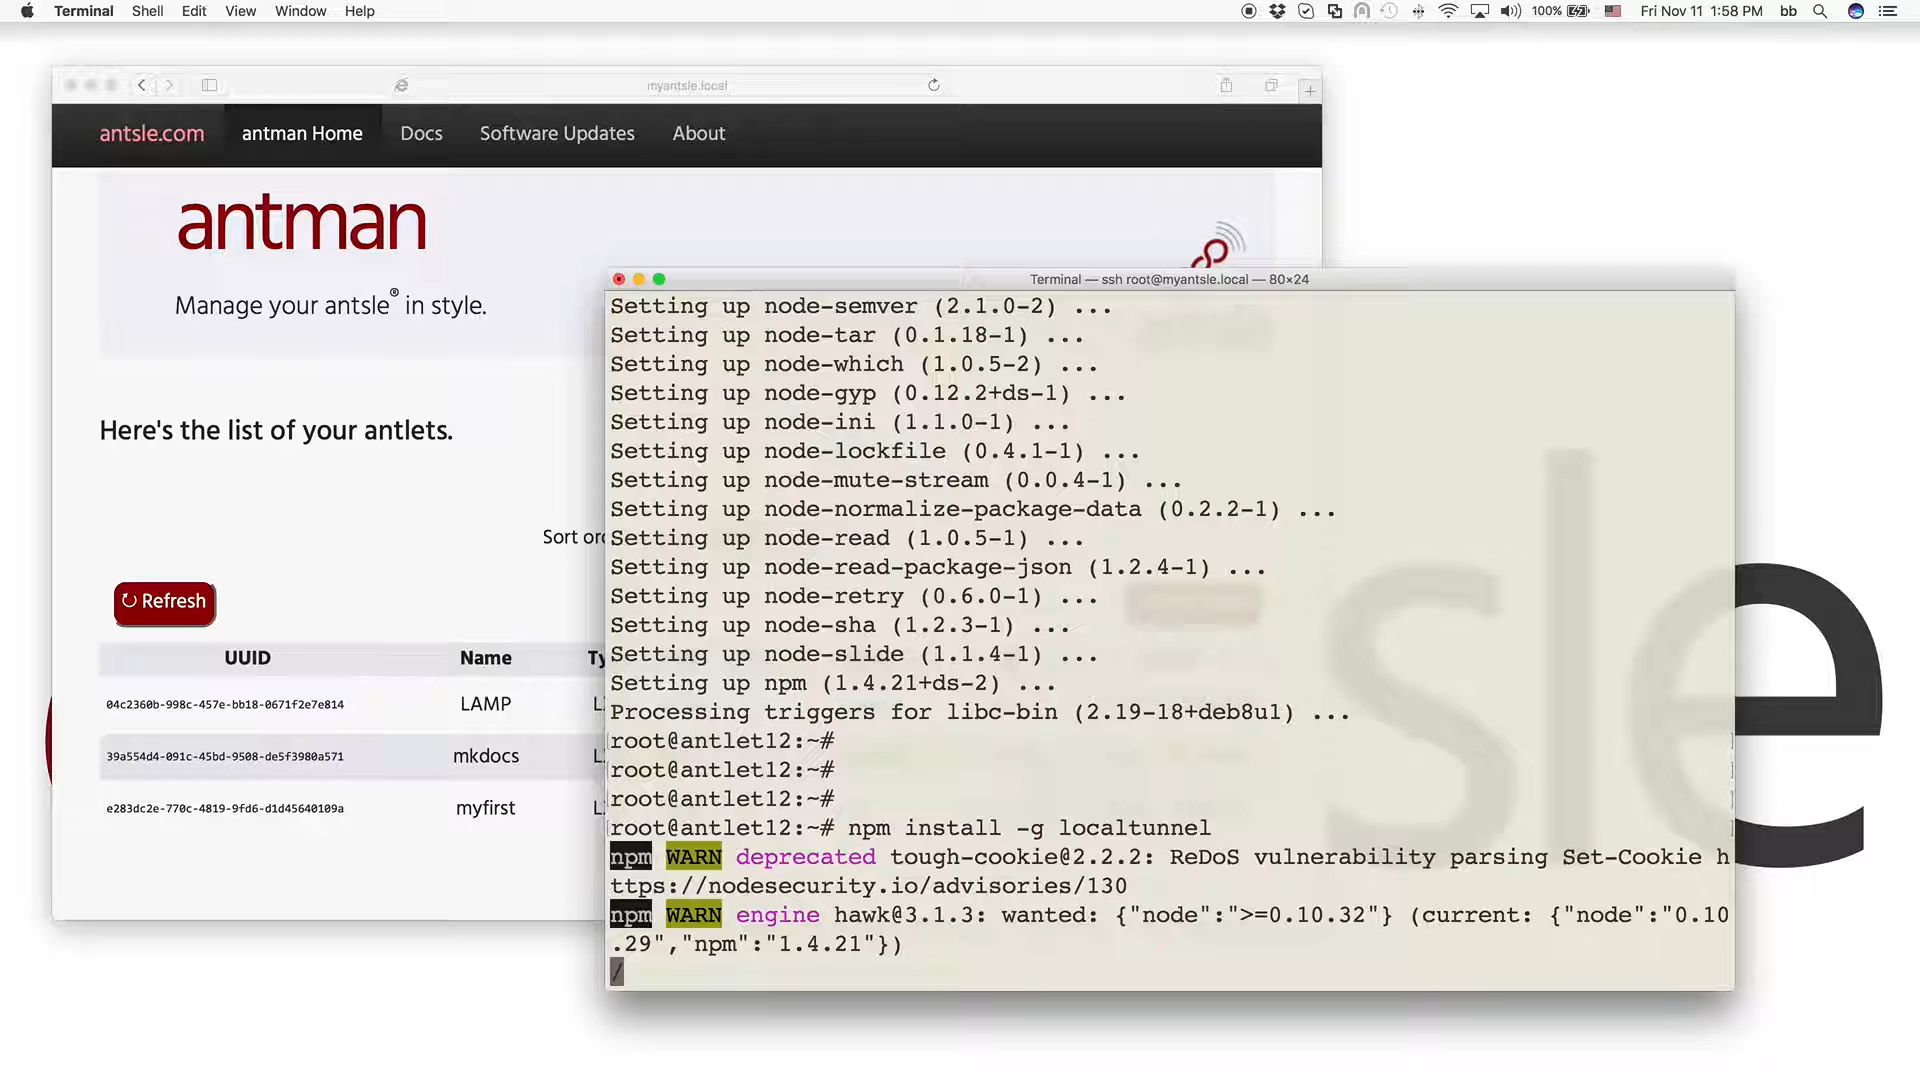 Terminal Shell Edit View Window Help
100% Fri Nov 11 1:58 PM bb
myantsle.local
antsle.com antman Home Docs Software Updates About
antman
Manage your antsle® in style.
Here's the list of your antlets.
Sort
Refresh
UUID Name
04c2360b-998c-457e-bb18-0671f2e7e814 LAMP
39a554d4-091c-45bd-9508-de5f3980a571 mkdocs
e283dc2e-770c-4819-9fd6-d1d45640109a myfirst
Terminal — ssh root@myantsle.local — 80×24
Setting up node-semver (2.1.0-2) ...
Setting up node-tar (0.1.18-1) ...
Setting up node-which (1.0.5-2) ...
Setting up node-gyp (0.12.2+ds-1) ...
Setting up node-ini (1.1.0-1) ...
Setting up node-lockfile (0.4.1-1) ...
Setting up node-mute-stream (0.0.4-1) ...
Setting up node-normalize-package-data (0.2.2-1) ...
Setting up node-read (1.0.5-1) ...
Setting up node-read-package-json (1.2.4-1) ...
Setting up node-retry (0.6.0-1) ...
Setting up node-sha (1.2.3-1) ...
Setting up node-slide (1.1.4-1) ...
Setting up npm (1.4.21+ds-2) ...
Processing triggers for libc-bin (2.19-18+deb8u1) ...
root@antlet12:~#
root@antlet12:~#
root@antlet12:~#
root@antlet12:~# npm install -g localtunnel
npm WARN deprecated tough-cookie@2.2.2: ReDoS vulnerability parsing Set-Cookie h
ttps://nodesecurity.io/advisories/130
npm WARN engine hawk@3.1.3: wanted: {"node":">=0.10.32"} (current: {"node":"0.10
.29","npm":"1.4.21"})
/
sle